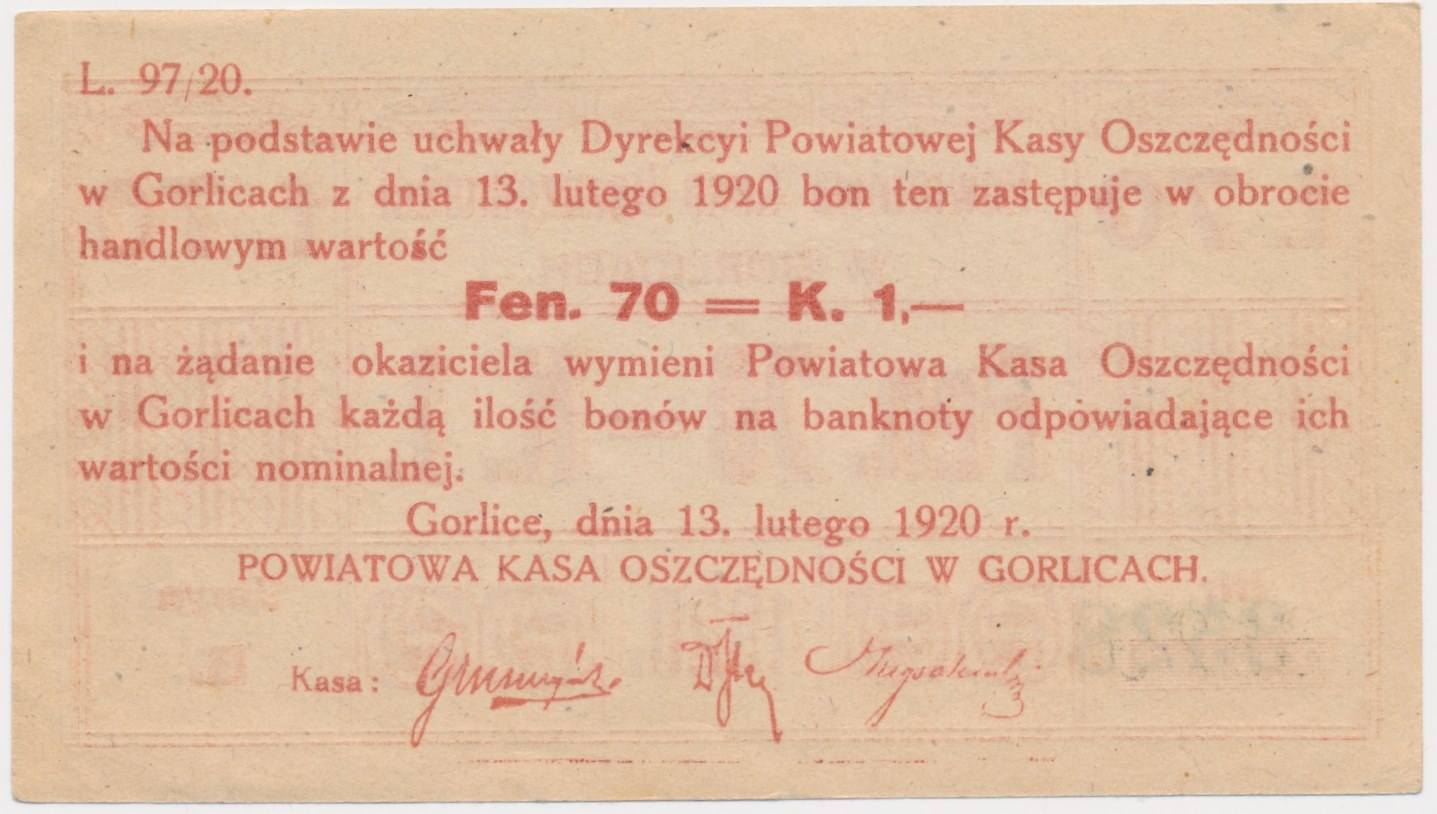 L. 97/20.
Na podstawie uchwały Dyrekcyi Powiatowej Kasy Oszczędności
w Gorlicach z dnia 13. lutego 1920 bon ten zastępuje w obrocie
handlowym wartość
Fen. 70 = K. 1,—
i na żądanie okaziciela wymieni Powiatowa Kasa Oszczędności
w Gorlicach każdą ilość bonów na banknoty odpowiadające ich
wartości nominalnej.
Gorlice, dnia 13. lutego 1920 r.
POWIATOWA KASA OSZCZĘDNOŚCI W GORLICACH.
Kasa: